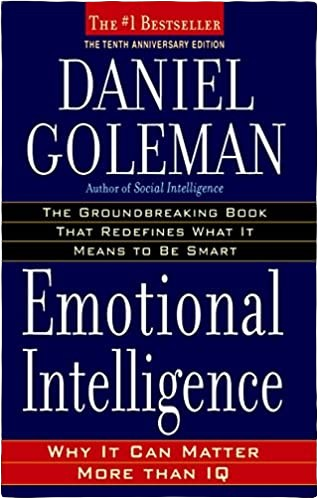 The #1 Bestseller
The Tenth Anniversary Edition
DANIEL
GOLEMAN
Author of Social Intelligence
The Groundbreaking Book
That Redefines What It
Means to Be Smart
Emotional
Intelligence
Why It Can Matter
More than IQ